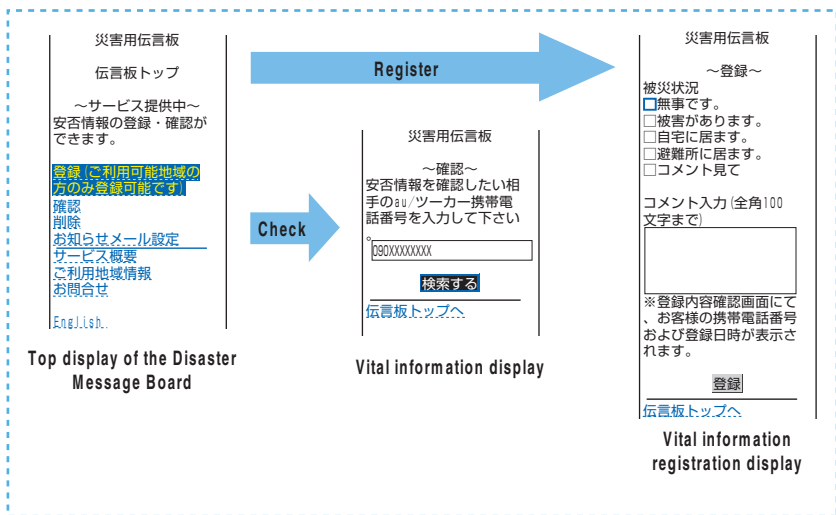 災害用伝言板
伝言板トップ
～サービス提供中～
安否情報の登録・確認が
できます。
登録(ご利用可能地域の
方のみ登録可能です)
確認
削除
お知らせメール設定
サービス概要
ご利用地域情報
お問合せ
English
Top display of the Disaster
Message Board
Register
Check
災害用伝言板
～確認～
安否情報を確認したい相
手のau/ツーカー携帯電
話番号を入力して下さい
。
090XXXXXXXX
検索する
伝言板トップへ
Vital information display
災害用伝言板
～登録～
被災状況
□無事です。
□被害があります。
□自宅に居ます。
□避難所に居ます。
□コメント見て
コメント入力(全角100
文字まで)
※登録内容確認画面にて
、お客様の携帯電話番号
および登録日時が表示さ
れます。
登録
伝言板トップへ
Vital information
registration display